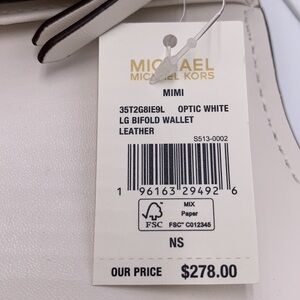 MICHAEL
MICHAEL KORS
MIMI
35T2G8IE9L OPTIC WHITE
LG BIFOLD WALLET
LEATHER
S513-0002
1 96163 29492 6
FSC
MIX
Paper
FSC™ C012345
NS
OUR PRICE $278.00